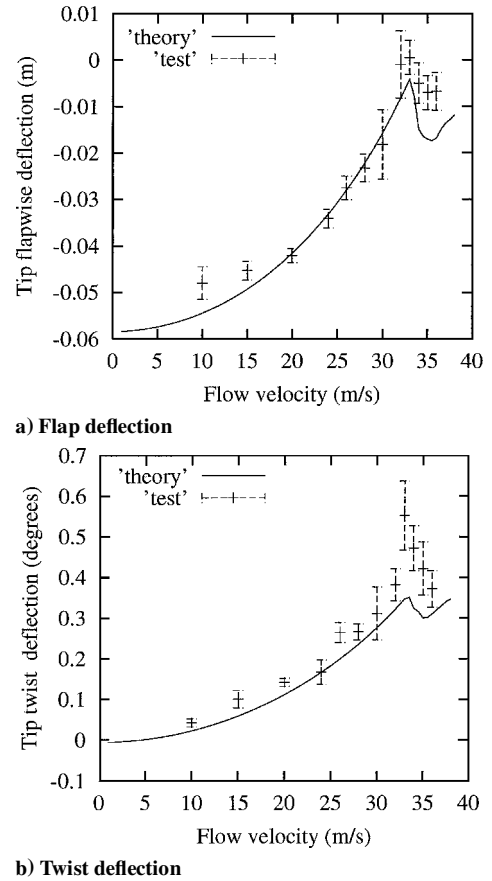 0.01
0
-0.01
-0.02
-0.03
-0.04
-0.05
-0.06
Tip flapwise deflection (m)
'theory'
'test'
0 5 10 15 20 25 30 35 40
Flow velocity (m/s)
a) Flap deflection
0.7
0.6
0.5
0.4
0.3
0.2
0.1
0
-0.1
Tip twist deflection (degrees)
'theory'
'test'
0 5 10 15 20 25 30 35 40
Flow velocity (m/s)
b) Twist deflection